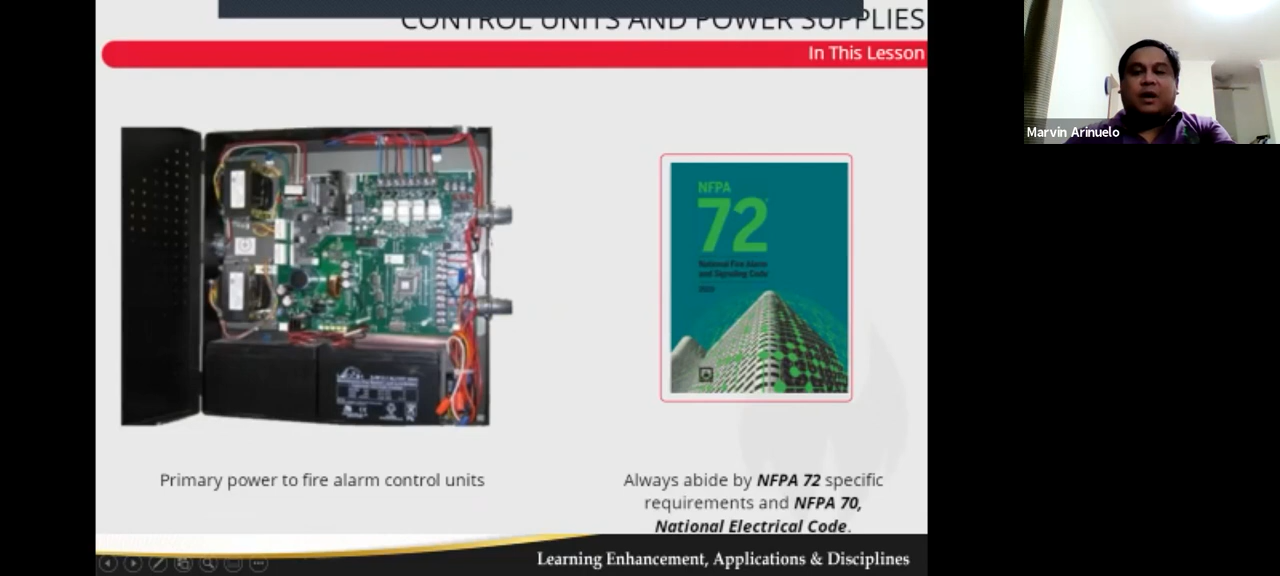 CONTROL UNITS AND POWER SUPPLIES
In This Lesson
Marvin Arinuelo
NFPA
72
National Fire Alarm
and Signaling Code
Primary power to fire alarm control units
Always abide by NFPA 72 specific
requirements and NFPA 70,
National Electrical Code.
Learning Enhancement, Applications & Disciplines